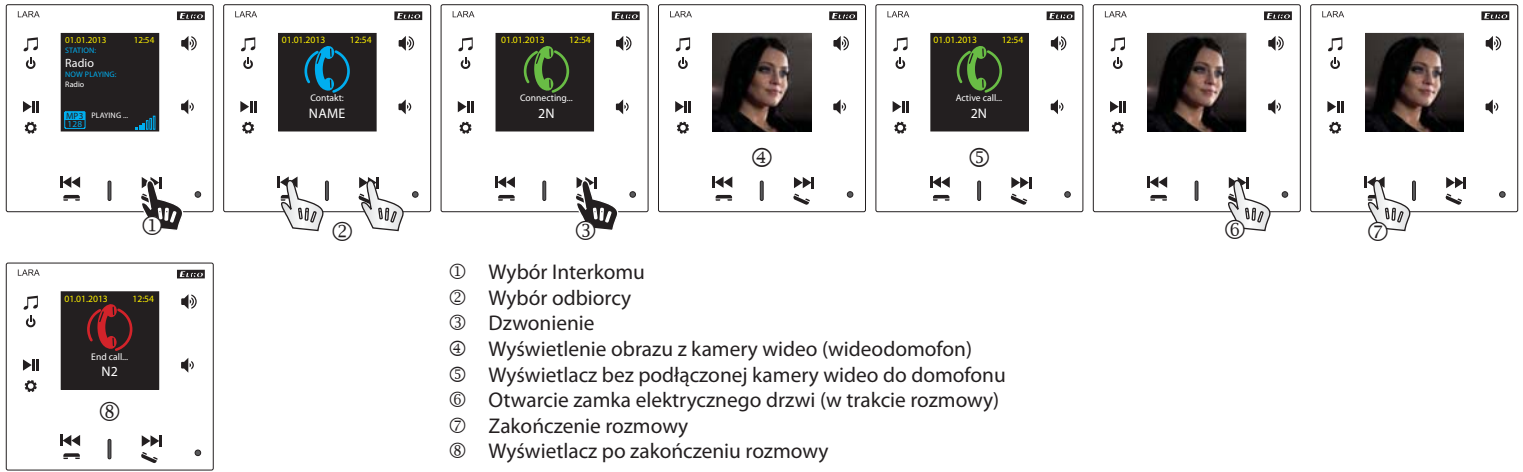 LARA ELKO
01.01.2013 12:54
STATION:
Radio
NOW PLAYING:
Radio
MP3 PLAYING ...
128
①
LARA ELKO
01.01.2013 12:54
Contakt:
NAME
②
LARA ELKO
01.01.2013 12:54
Connecting...
2N
③
LARA ELKO
④
LARA ELKO
01.01.2013 12:54
Active call...
2N
⑤
LARA ELKO
⑥
LARA ELKO
⑦
LARA ELKO
01.01.2013 12:54
End call...
N2
⑧
① Wybór Interkomu
② Wybór odbiorcy
③ Dzwonienie
④ Wyświetlenie obrazu z kamery wideo (wideodomofon)
⑤ Wyświetlacz bez podłączonej kamery wideo do domofonu
⑥ Otwarcie zamka elektrycznego drzwi (w trakcie rozmowy)
⑦ Zakończenie rozmowy
⑧ Wyświetlacz po zakończeniu rozmowy